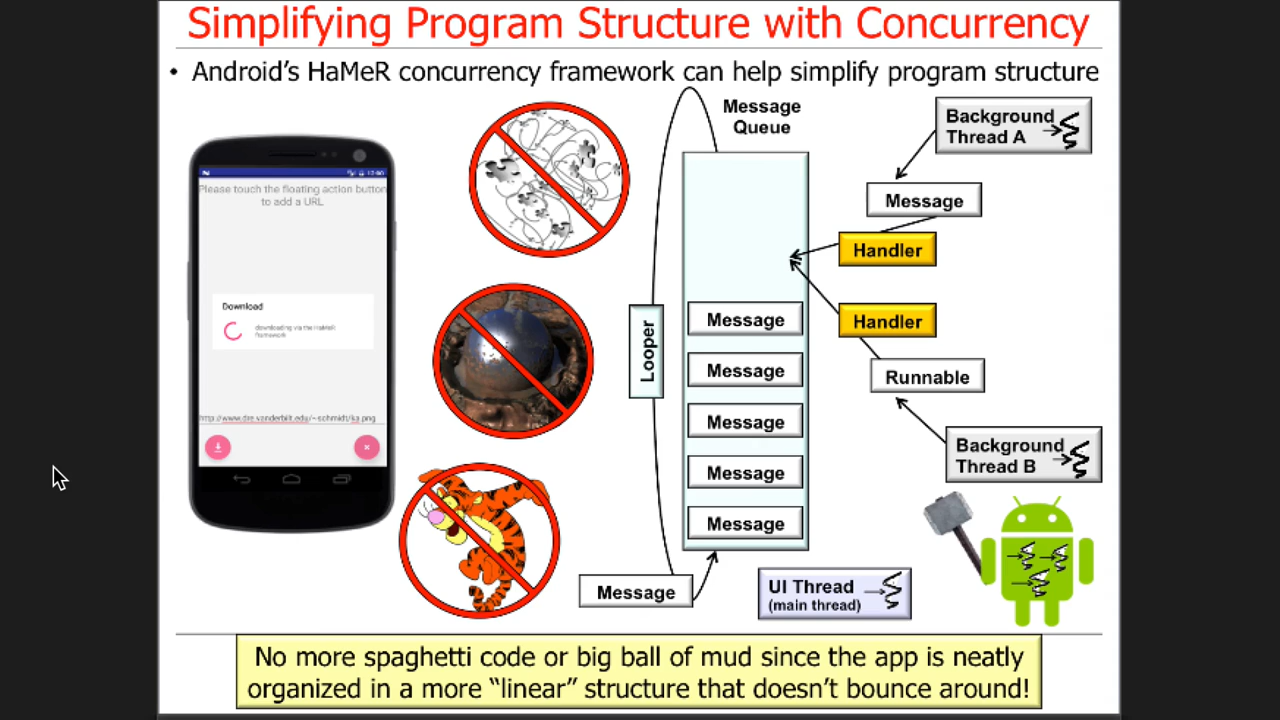 Simplifying Program Structure with Concurrency
• Android's HaMeR concurrency framework can help simplify program structure
Message
Queue
Background
Thread A
Message
Handler
Handler
Runnable
Background
Thread B
Looper
Message
Message
Message
Message
Message
Message
UI Thread
(main thread)
12:00
Please touch the floating action button
to add a URL
Download
downloading via the HaMeR
framework
http://www.dre.vanderbilt.edu/~schmidt/ka.png
No more spaghetti code or big ball of mud since the app is neatly
organized in a more “linear” structure that doesn't bounce around!